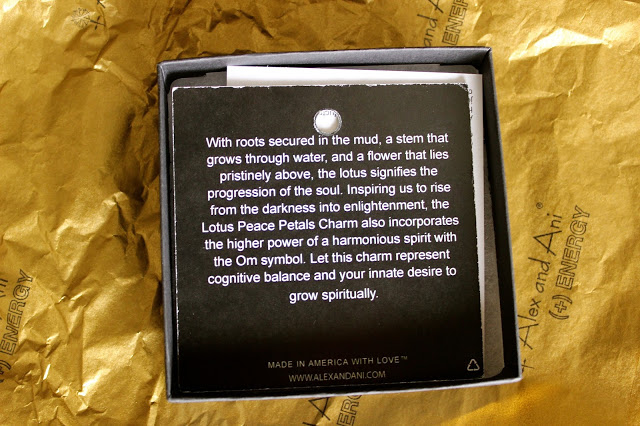 With roots secured in the mud, a stem that
grows through water, and a flower that lies
pristinely above, the lotus signifies the
progression of the soul. Inspiring us to rise
from the darkness into enlightenment, the
Lotus Peace Petals Charm also incorporates
the higher power of a harmonious spirit with
the Om symbol. Let this charm represent
cognitive balance and your innate desire to
grow spiritually.
MADE IN AMERICA WITH LOVE™
WWW.ALEXANDANI.COM
Alex and Ani®
(+) ENERGY
(+) ENERGY
ENERGY
ENERGY